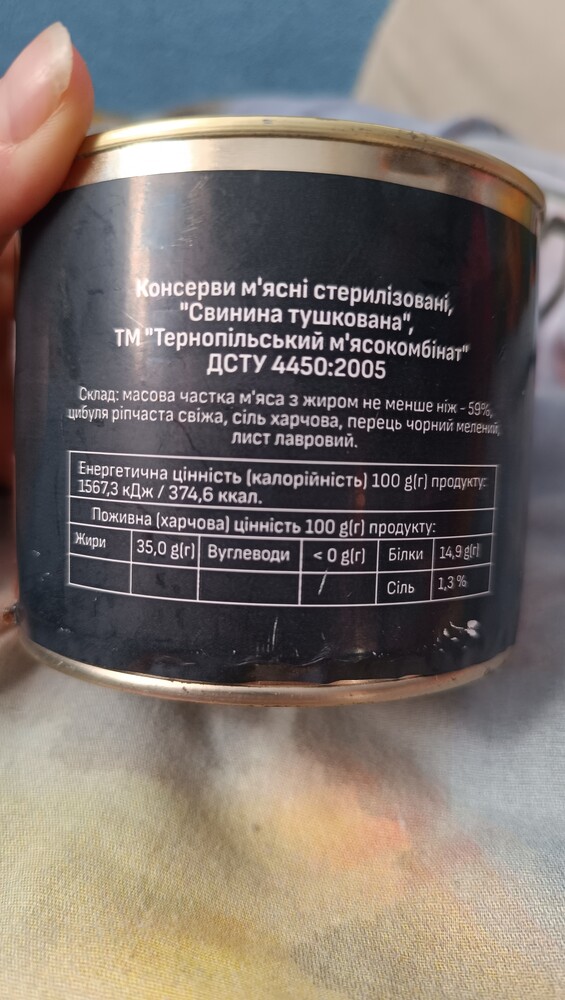 Консерви м'ясні стерилізовані,
"Свинина тушкована",
ТМ "Тернопільський м'ясокомбінат"
ДСТУ 4450:2005
Склад: масова частка м'яса з жиром не менше ніж - 59%,
цибуля ріпчаста свіжа, сіль харчова, перець чорний мелений,
лист лавровий.
Енергетична цінність (калорійність) 100 g(г) продукту:
1567,3 кДж / 374,6 ккал.
Поживна (харчова) цінність 100 g(г) продукту:
Жири 35,0 g(г) Вуглеводи < 0 g(г) Білки 14,9 g(г)
Сіль 1,3 %